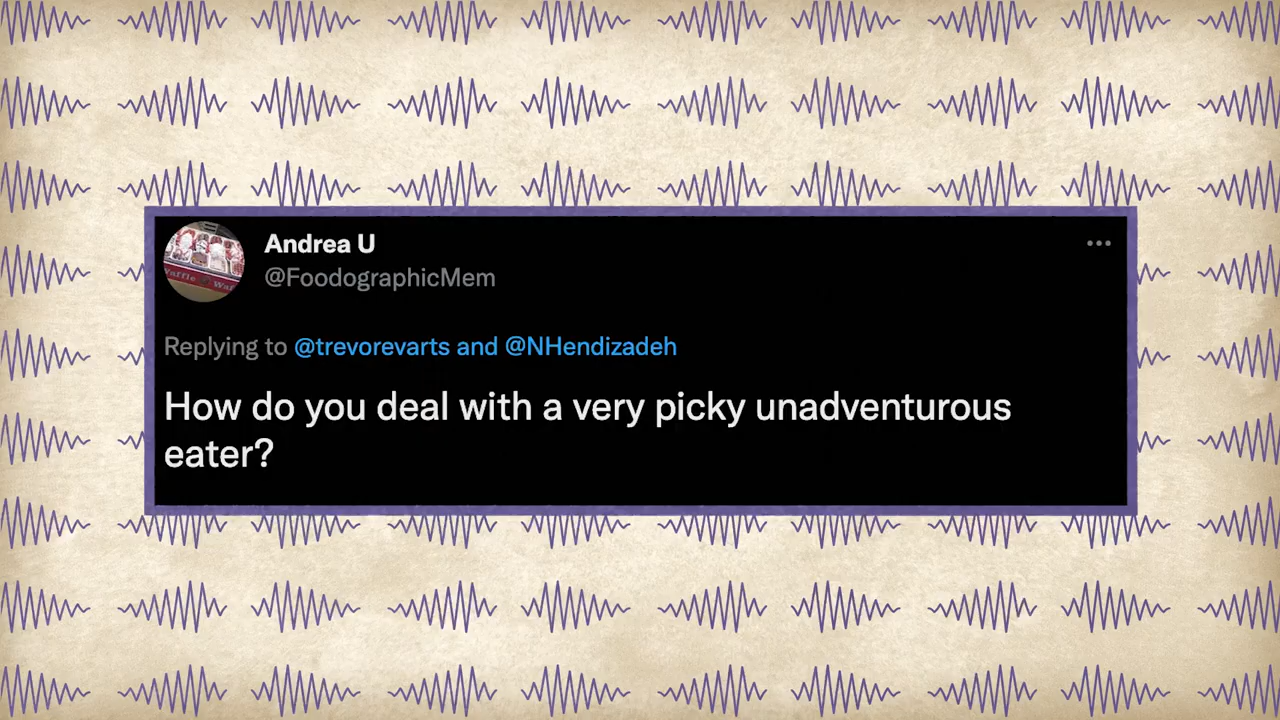 Andrea U
@FoodographicMem
Replying to @trevorevarts and @NHendizadeh
How do you deal with a very picky unadventurous
eater?